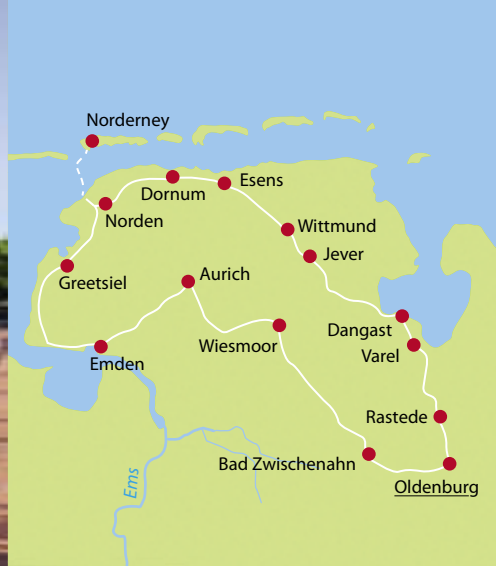 Norderney
Dornum
Esens
Norden
Wittmund
Jever
Greetsiel
Aurich
Dangast
Wiesmoor
Varel
Emden
Rastede
Bad Zwischenahn
Ems
Oldenburg